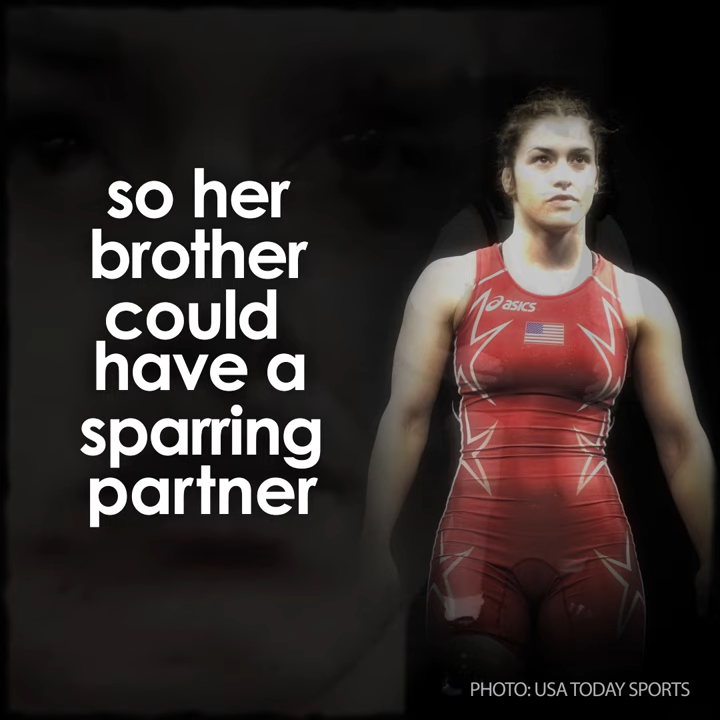 so her
brother
could
have a
sparring
partner
asics
PHOTO: USA TODAY SPORTS